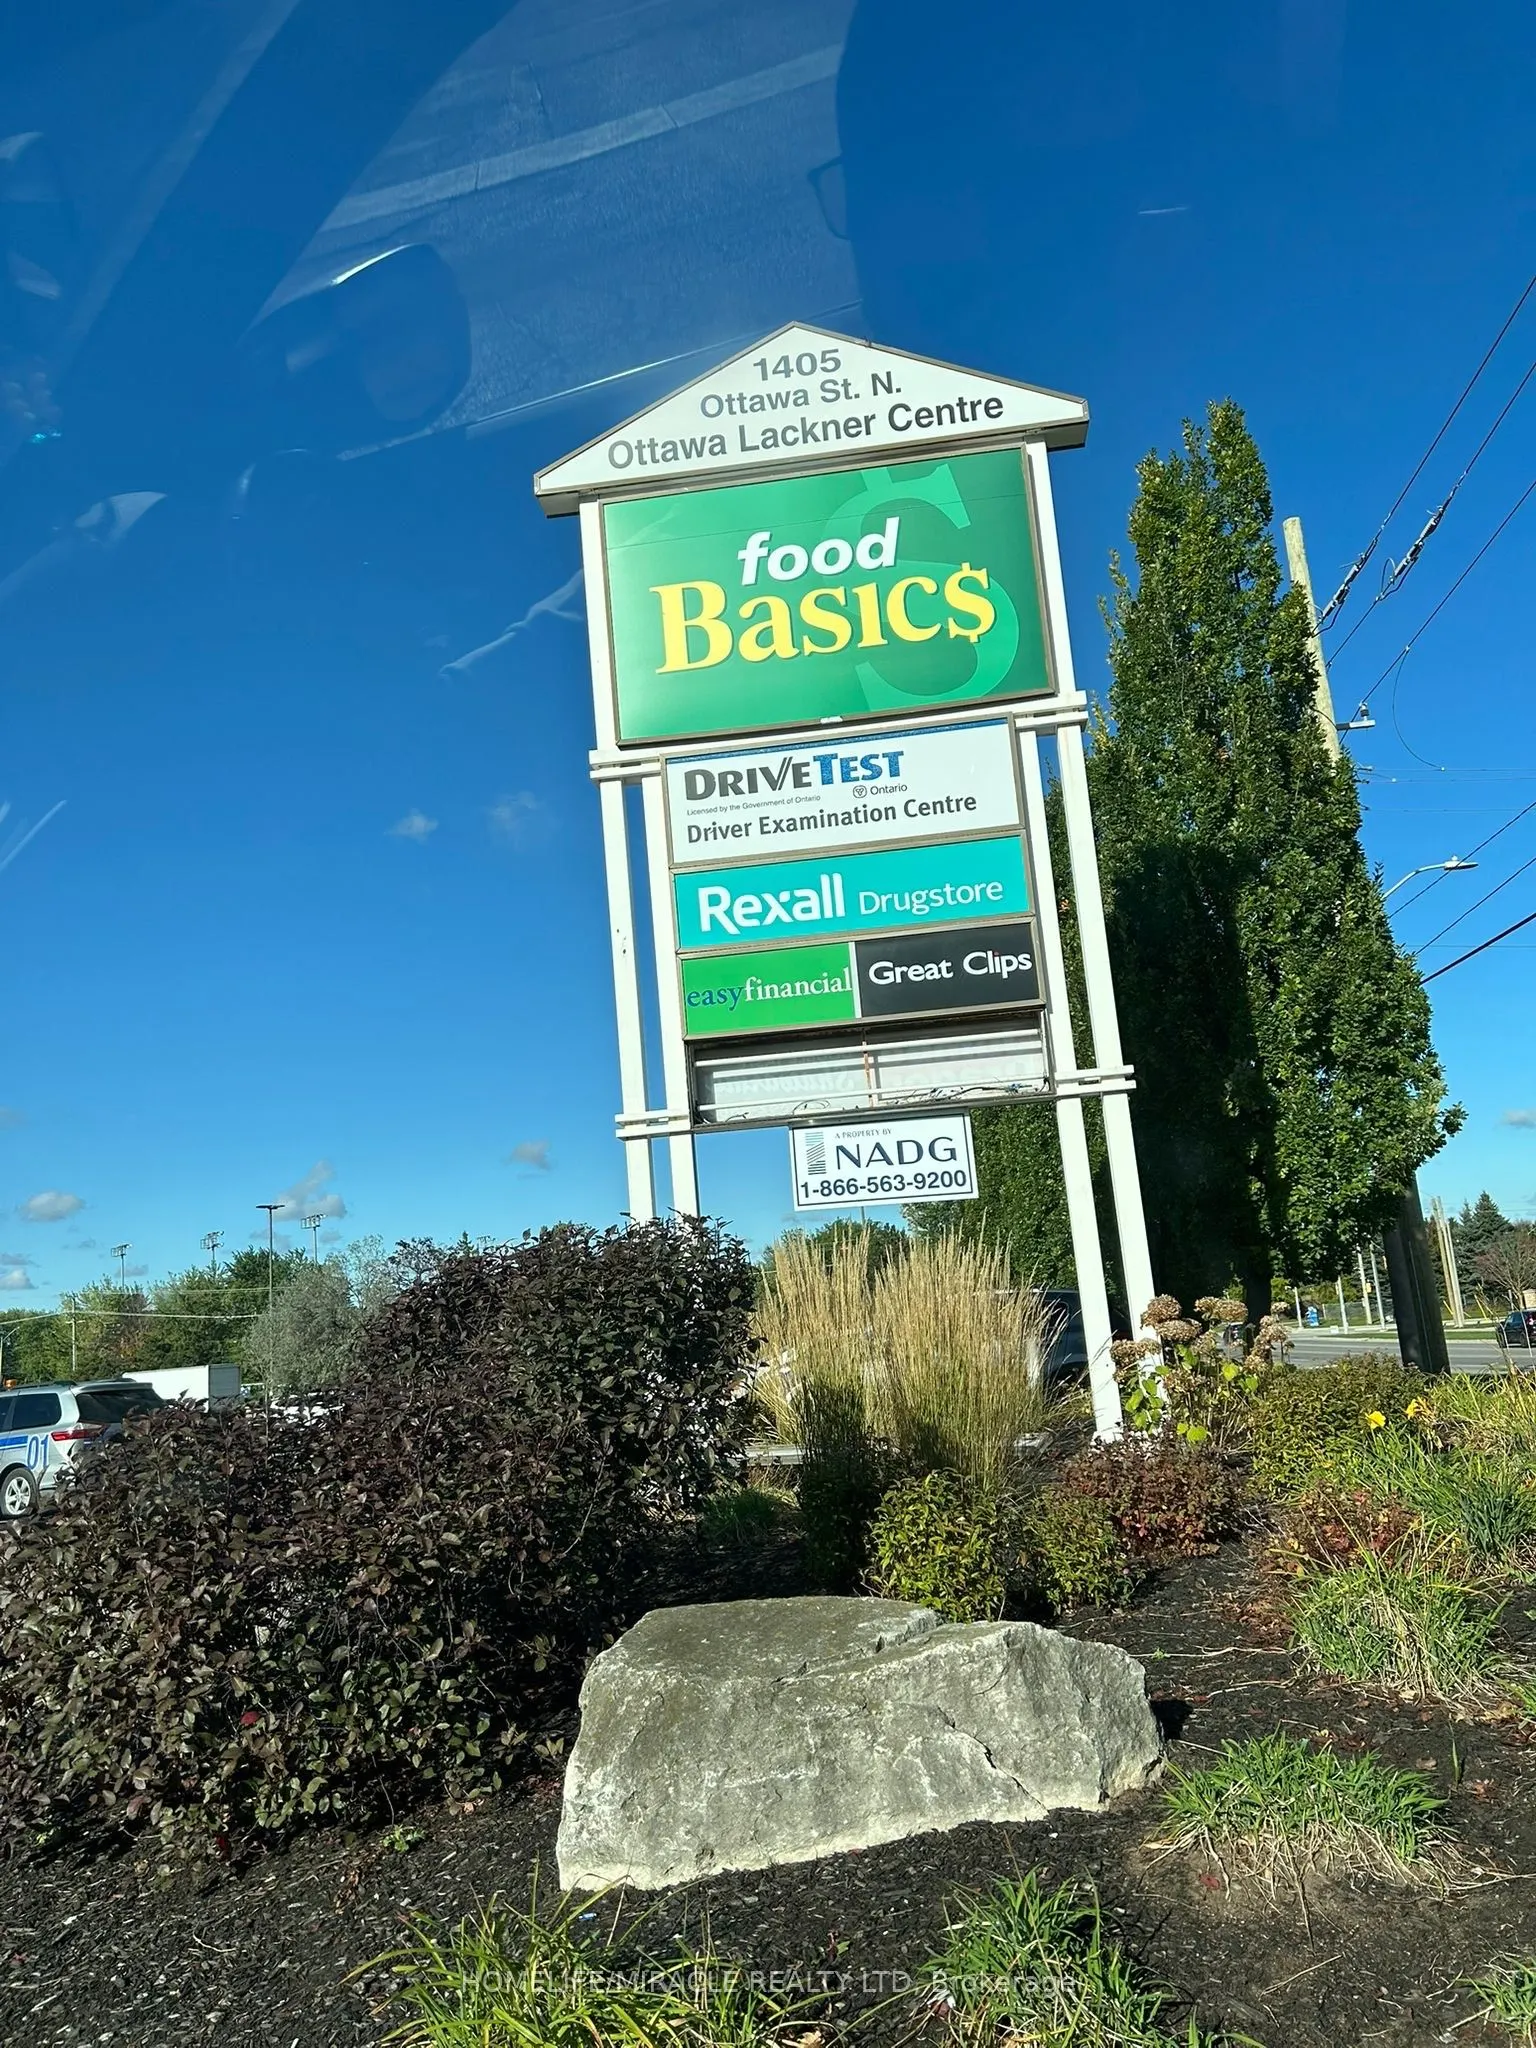 1405
Ottawa St. N.
Ottawa Lackner Centre
food
Basic$
DRIVETEST
Licensed by the Government of Ontario
Ontario
Driver Examination Centre
Rexall Drugstore
easyfinancial
Great Clips
A PROPERTY BY
NADG
1-866-563-9200
01
HOMELIFE/MIRACLE REALTY LTD, Brokerage